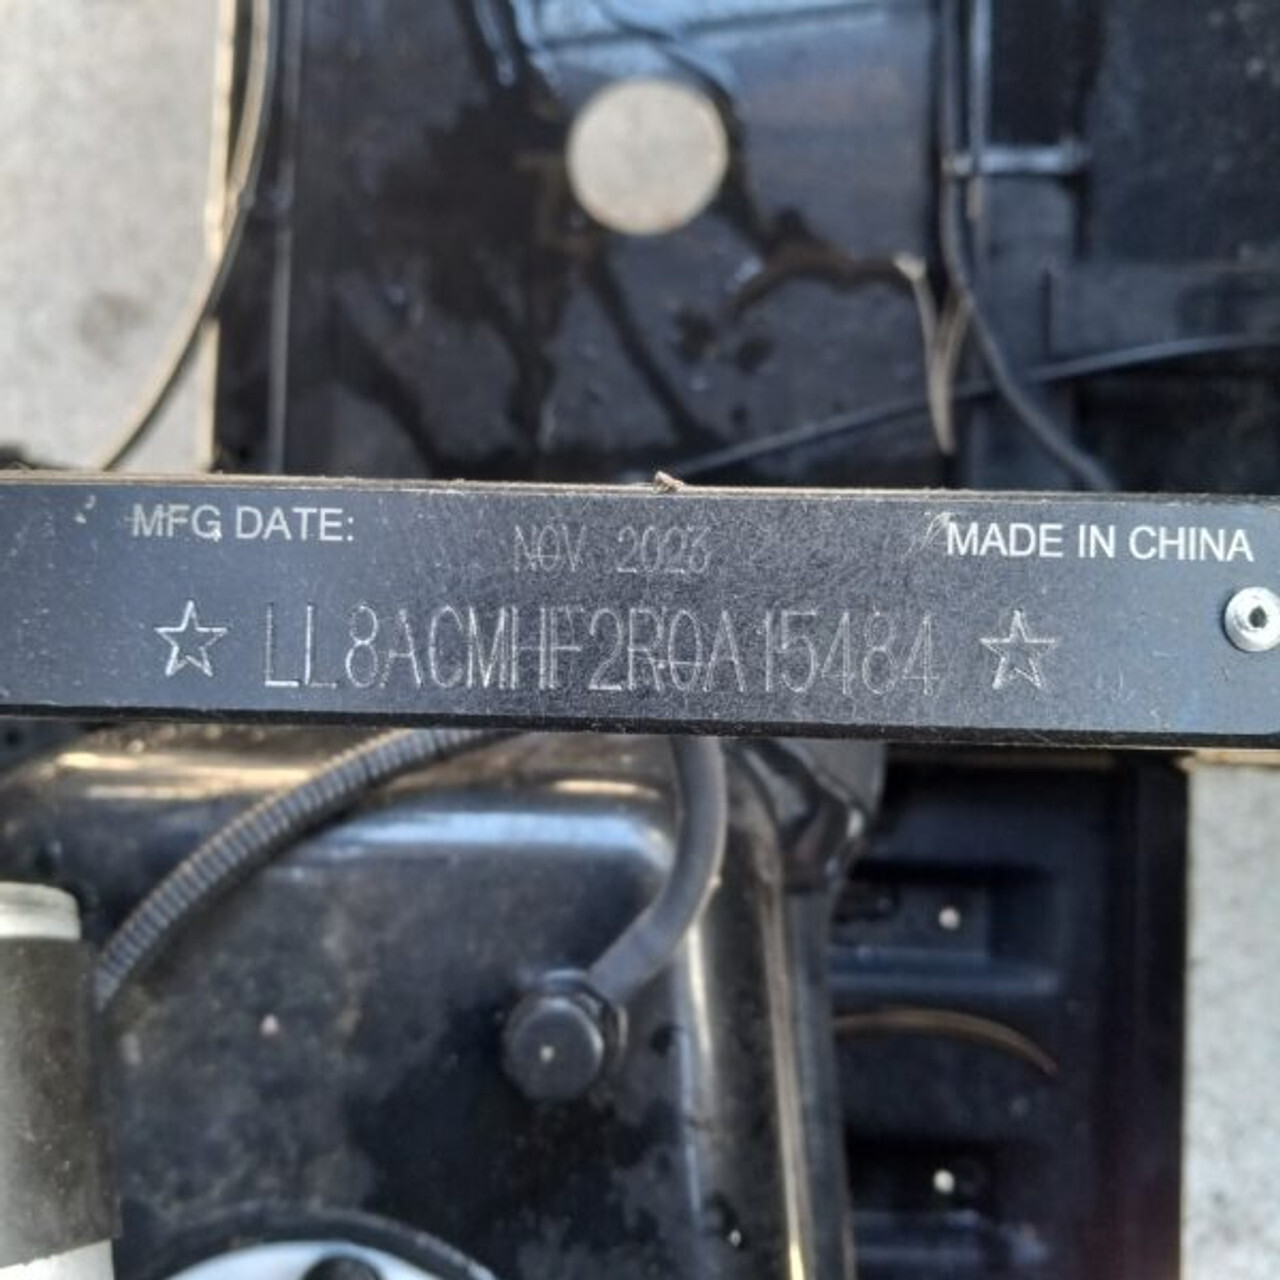 MFG DATE: NOV 2023 MADE IN CHINA
☆ LL8ACMHF2R0A15484 ☆